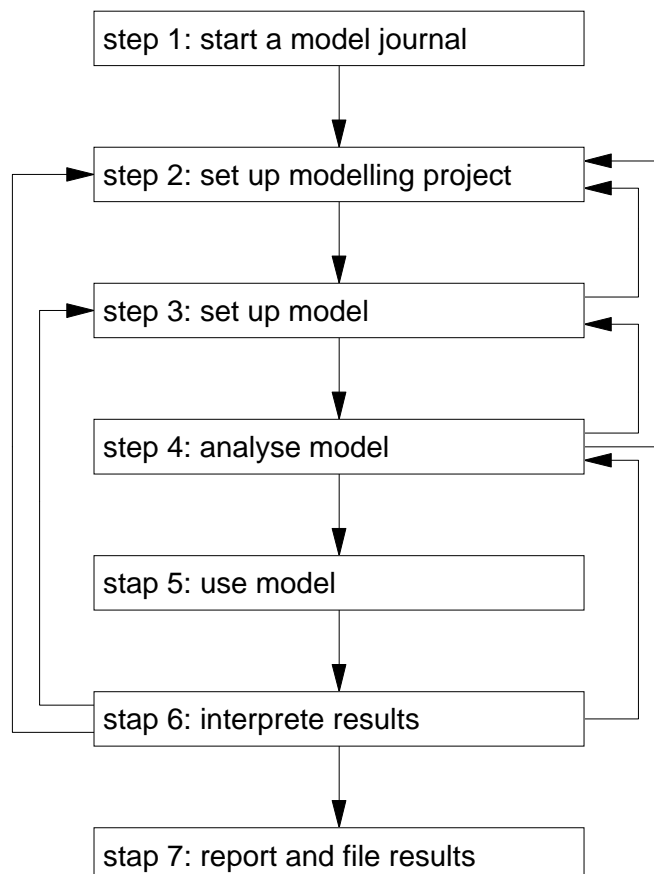 step 1: start a model journal
step 2: set up modelling project
step 3: set up model
step 4: analyse model
stap 5: use model
stap 6: interprete results
stap 7: report and file results